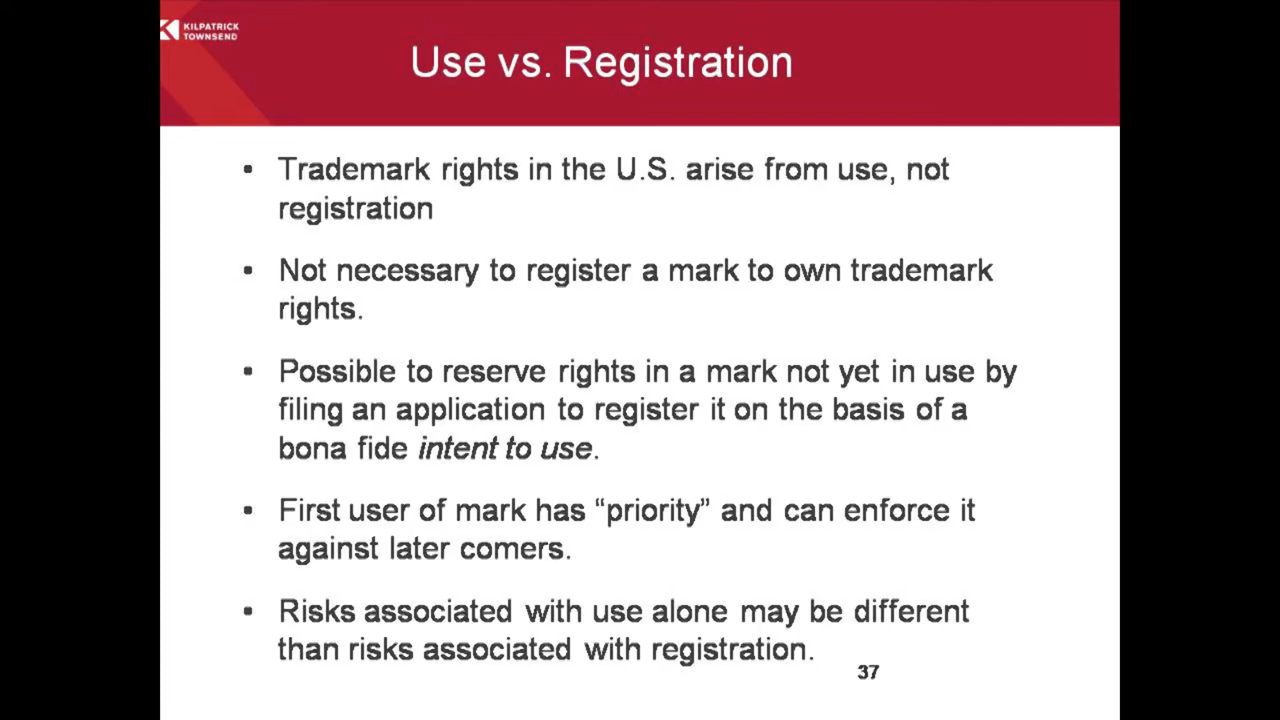 KILPATRICK
TOWNSEND
Use vs. Registration
▪ Trademark rights in the U.S. arise from use, not
registration
▪ Not necessary to register a mark to own trademark
rights.
▪ Possible to reserve rights in a mark not yet in use by
filing an application to register it on the basis of a
bona fide intent to use.
▪ First user of mark has “priority” and can enforce it
against later comers.
▪ Risks associated with use alone may be different
than risks associated with registration.
37